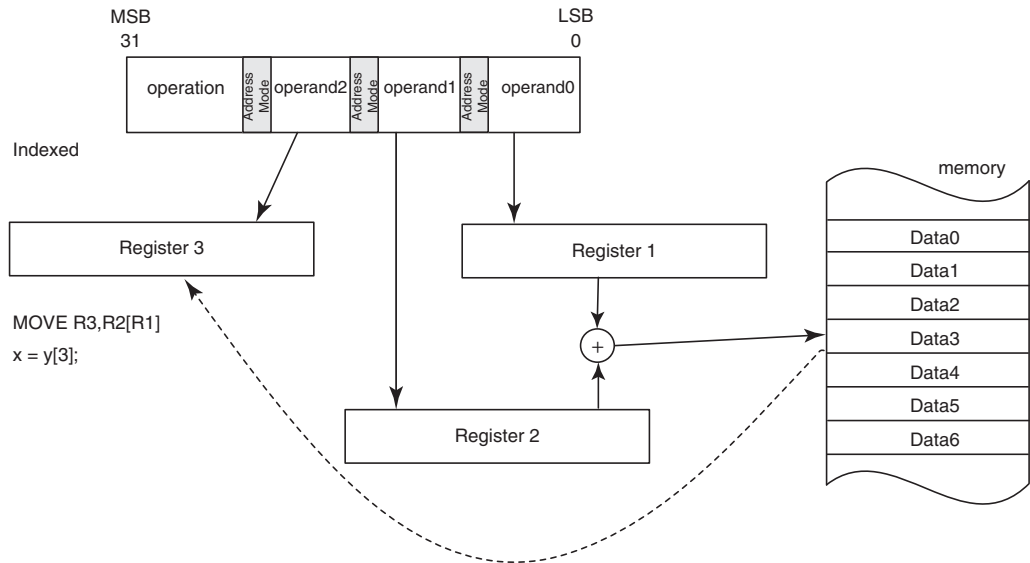 MSB
LSB
31
0
operation
Address
Mode
operand2
Address
Mode
operand1
Address
Mode
operand0
Indexed
memory
Register 3
Register 1
Data0
Data1
Data2
MOVE R3,R2[R1]
x = y[3];
+
Data3
Data4
Data5
Register 2
Data6